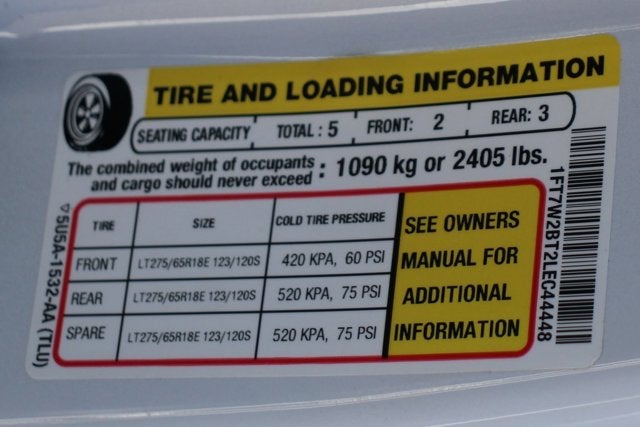 TIRE AND LOADING INFORMATION
SEATING CAPACITY TOTAL : 5 FRONT: 2 REAR: 3
The combined weight of occupants
and cargo should never exceed : 1090 kg or 2405 lbs.
TIRE SIZE COLD TIRE PRESSURE
FRONT LT275/65R18E 123/120S 420 KPA, 60 PSI
REAR LT275/65R18E 123/120S 520 KPA, 75 PSI
SPARE LT275/65R18E 123/120S 520 KPA, 75 PSI
SEE OWNERS
MANUAL FOR
ADDITIONAL
INFORMATION
5U5A-1532-AA (TLU)
1FT7W2BT2LEC44448